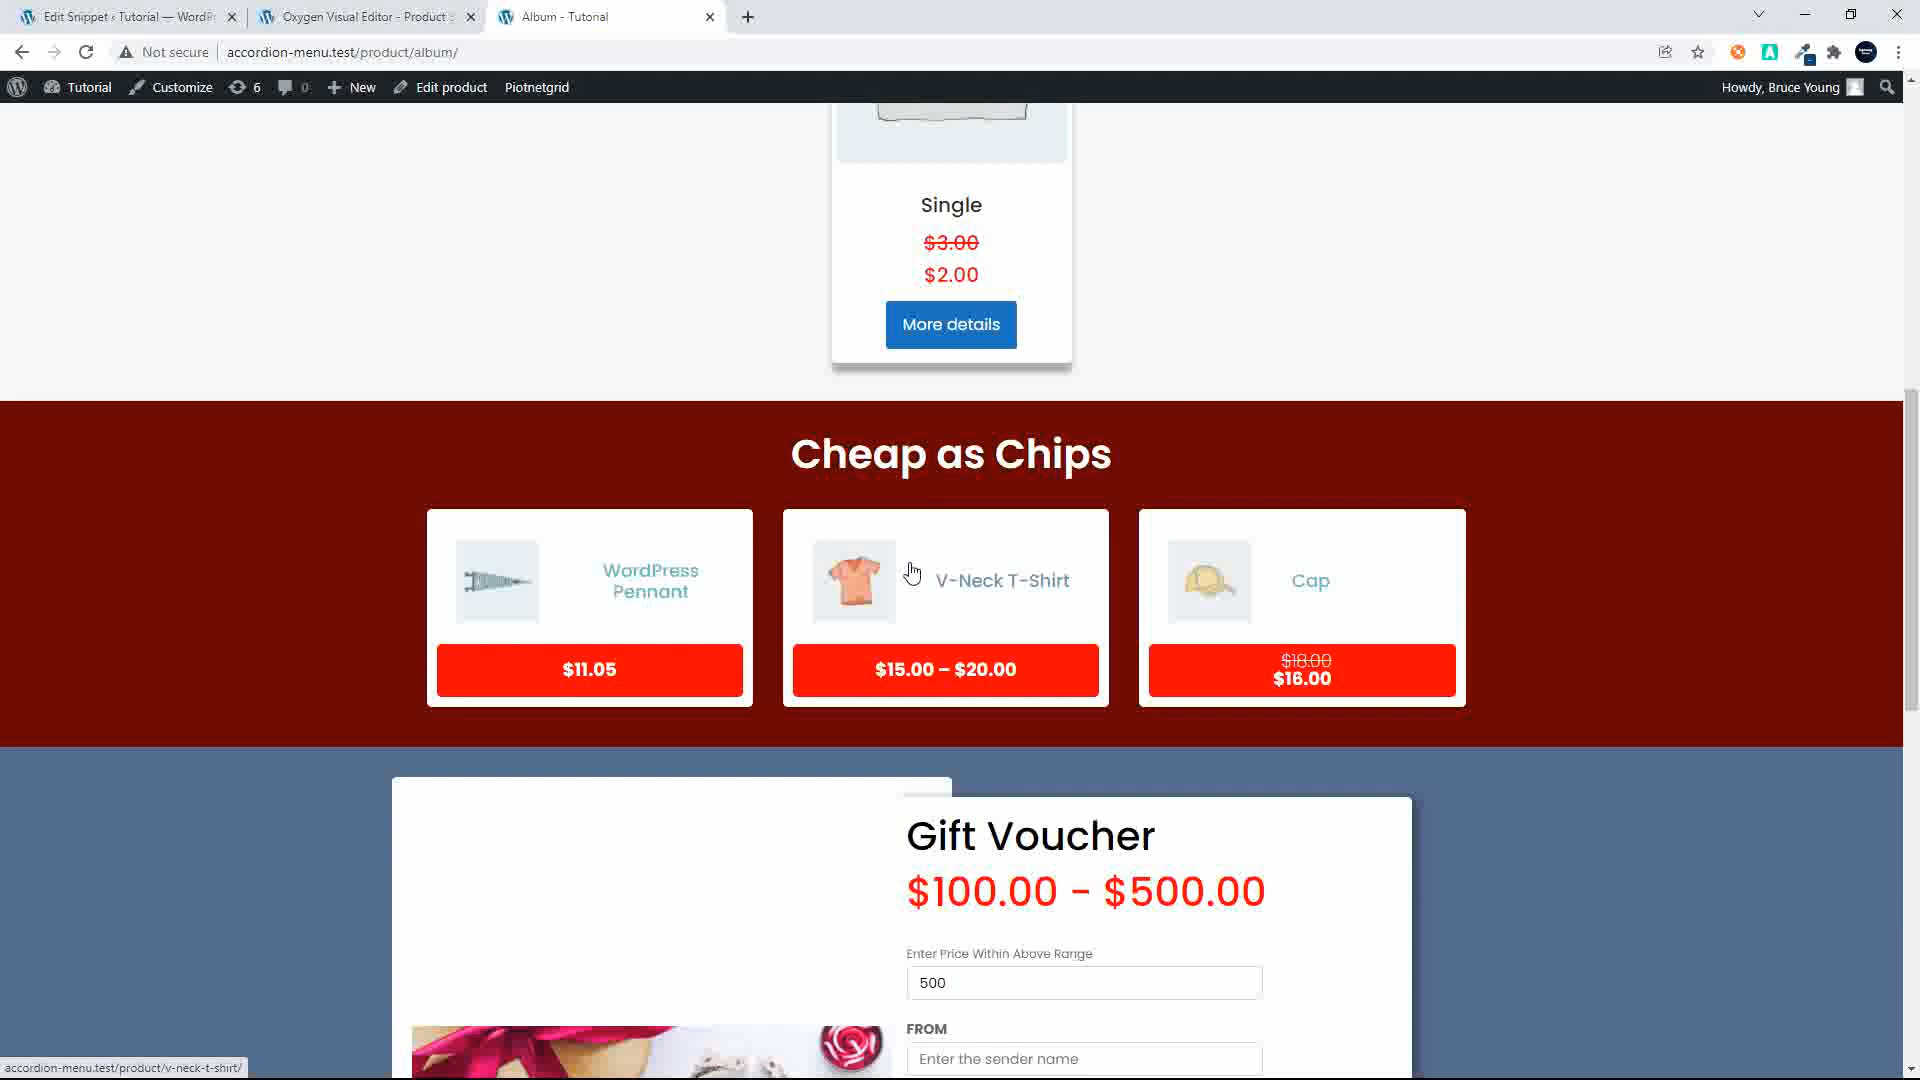 Edit Snippet ‹ Tutorial — WordPr
Oxygen Visual Editor - Product
Album - Tutorial
Not secure
accordion-menu.test/product/album/
Tutorial
Customize
6
0
New
Edit product
Piotnetgrid
Howdy, Bruce Young
Single
$3.00
$2.00
More details
Cheap as Chips
WordPress
Pennant
V-Neck T-Shirt
Cap
$11.05
$15.00 – $20.00
$18.00
$16.00
Gift Voucher
$100.00 - $500.00
Enter Price Within Above Range
500
FROM
Enter the sender name
accordion-menu.test/product/v-neck-t-shirt/